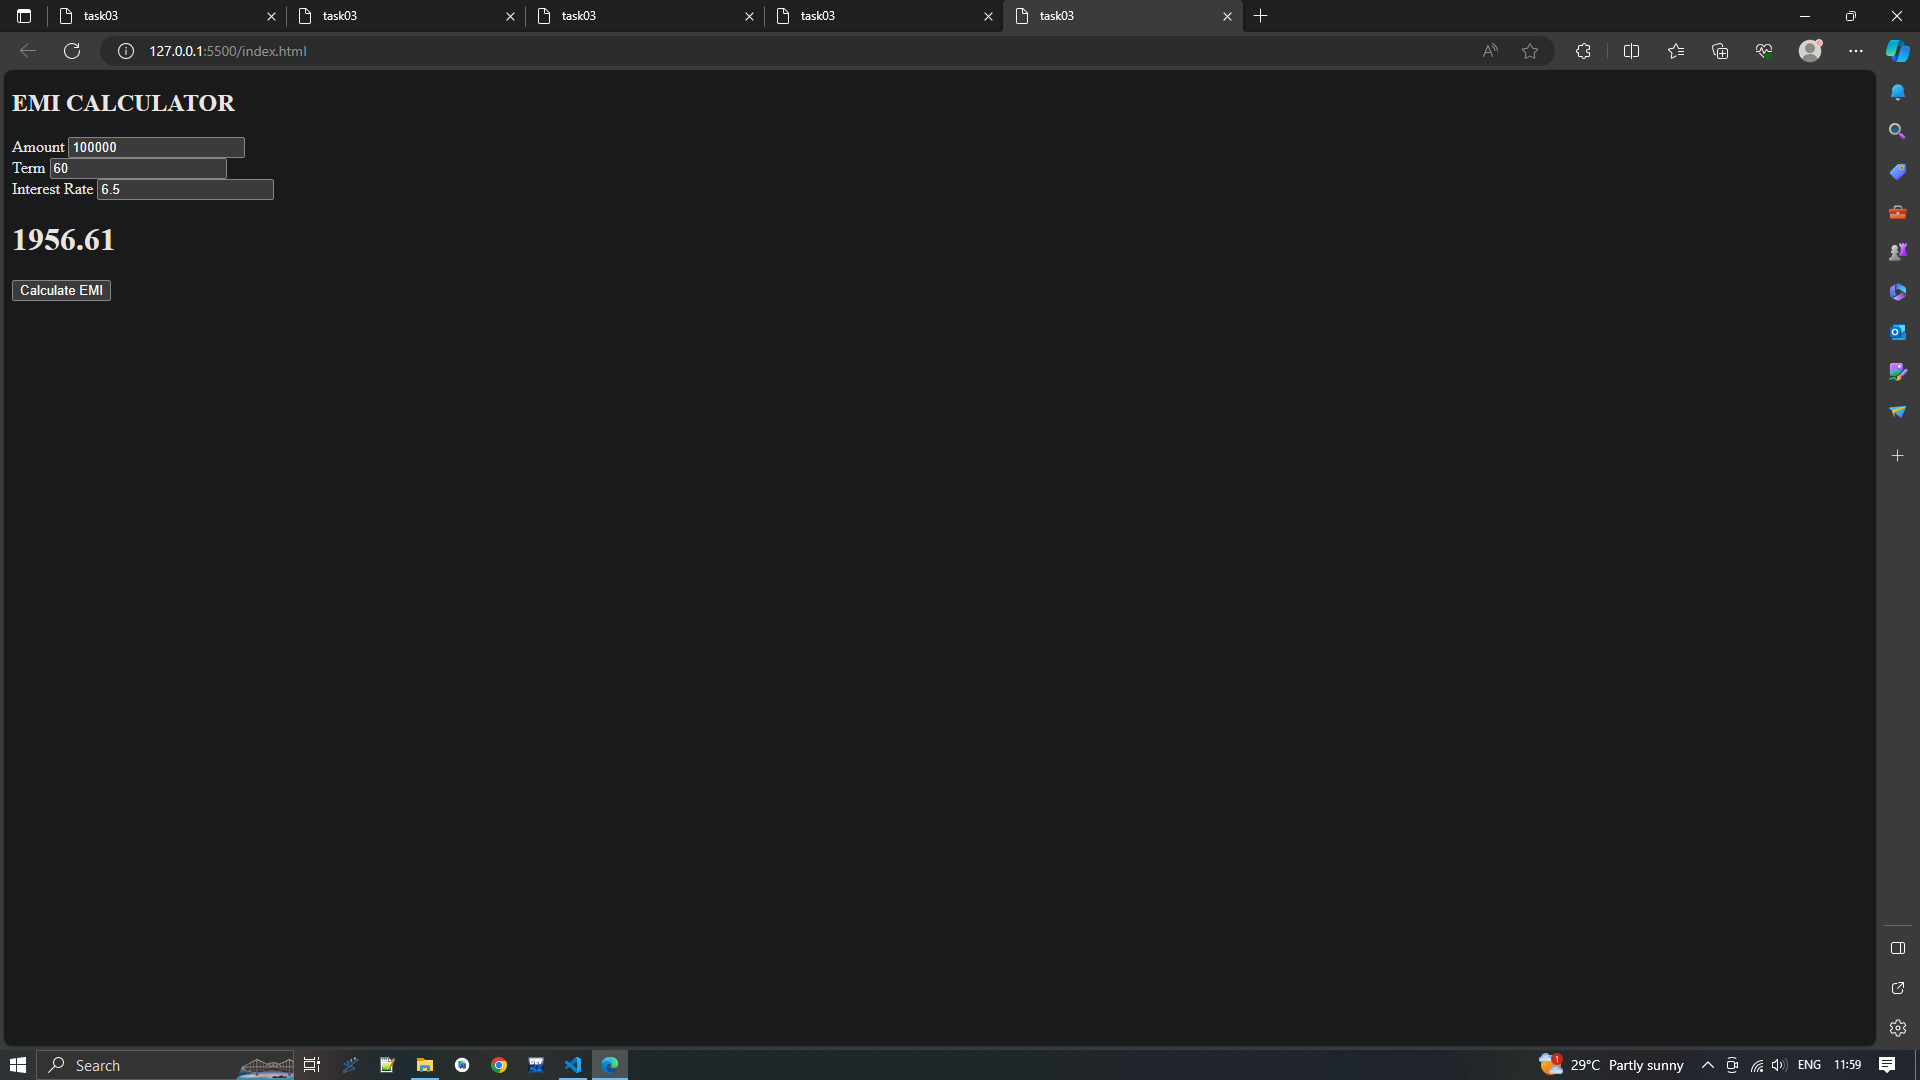 task03
task03
task03
task03
task03
127.0.0.1:5500/index.html
EMI CALCULATOR
Amount 100000
Term 60
Interest Rate 6.5
1956.61
Calculate EMI
Search
1
29°C Partly sunny
ENG
11:59